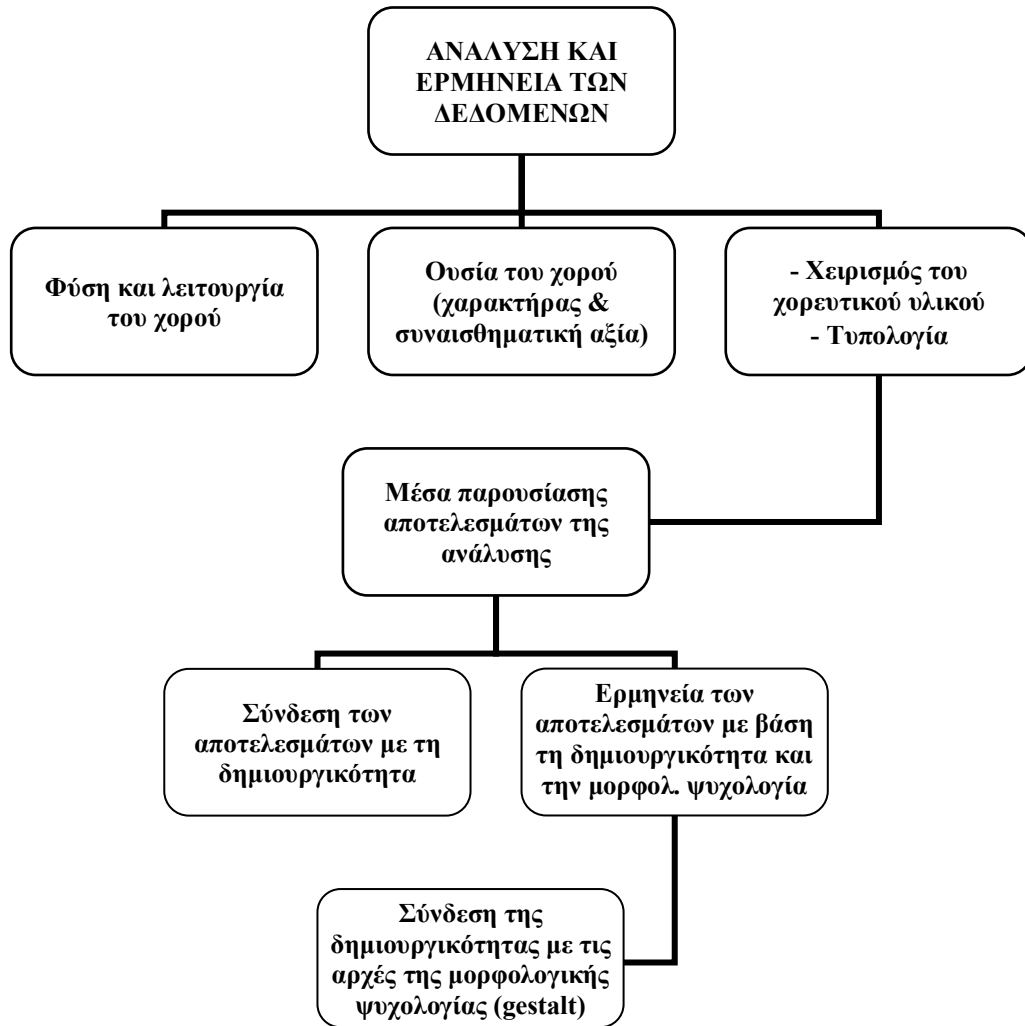 ΑΝΑΛΥΣΗ ΚΑΙ
ΕΡΜΗΝΕΙΑ ΤΩΝ
ΔΕΔΟΜΕΝΩΝ
Φύση και λειτουργία
του χορού
Ουσία του χορού
(χαρακτήρας &
συναισθηματική αξία)
- Χειρισμός του
χορευτικού υλικού
- Τυπολογία
Μέσα παρουσίασης
αποτελεσμάτων της
ανάλυσης
Σύνδεση των
αποτελεσμάτων με τη
δημιουργικότητα
Ερμηνεία των
αποτελεσμάτων με βάση
τη δημιουργικότητα και
την μορφολ. ψυχολογία
Σύνδεση της
δημιουργικότητας με τις
αρχές της μορφολογικής
ψυχολογίας (gestalt)